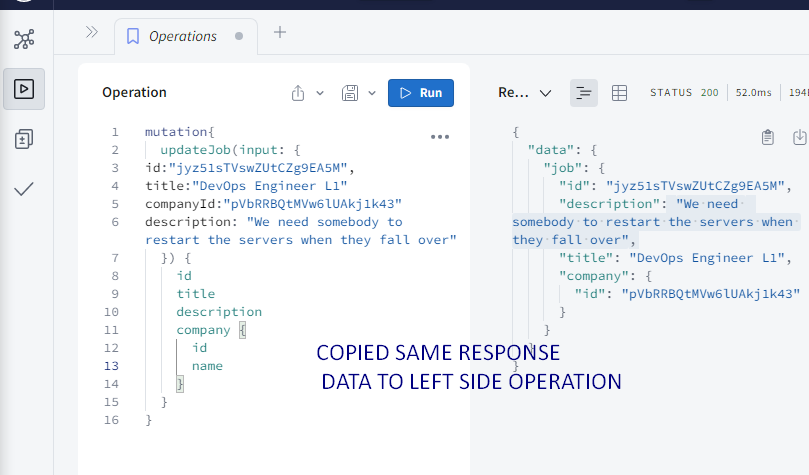 Operations
Operation
Run
Re...
STATUS 200
52.0ms
194
1 mutation{
2 updateJob(input: {
3 id:"jyz51sTVswZUtCZg9EA5M",
4 title:"DevOps Engineer L1"
5 companyId:"pVbRRBQtMVw6lUAkj1k43"
6 description: "We need somebody to
restart the servers when they fall over"
7 }) {
8 id
9 title
10 description
11 company {
12 id
13 name
14 }
15 }
16 }
{
"data": {
"job": {
"id": "jyz51sTVswZUtCZg9EA5M",
"description": "We need
somebody to restart the servers when
they fall over",
"title": "DevOps Engineer L1",
"company": {
"id": "pVbRRBQtMVw6lUAkj1k43"
}
}
}
}
COPIED SAME RESPONSE
DATA TO LEFT SIDE OPERATION